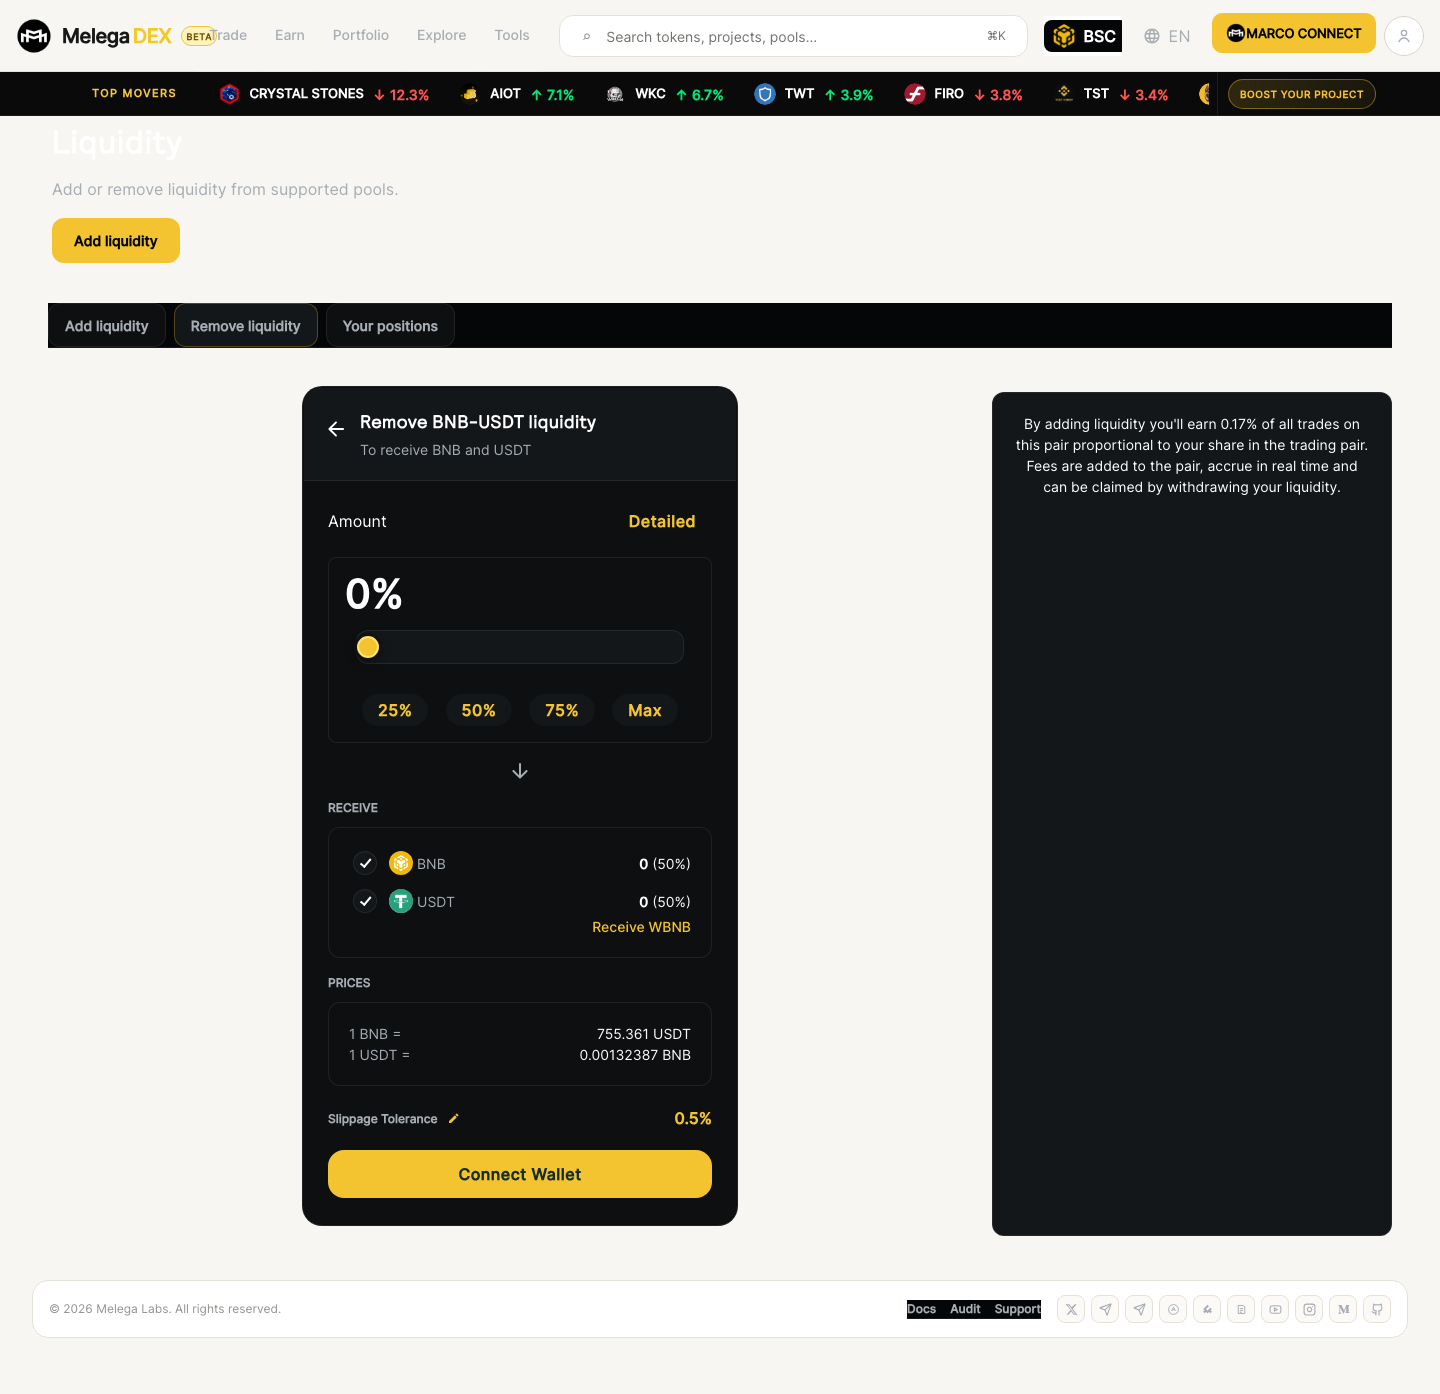 Melega DEX BETA
Trade Earn Portfolio Explore Tools
Search tokens, projects, pools... ⌘K
BSC
EN
MARCO CONNECT
TOP MOVERS
CRYSTAL STONES ↓ 12.3%
AIOT ↑ 7.1%
WKC ↑ 6.7%
TWT ↑ 3.9%
FIRO ↓ 3.8%
TST ↓ 3.4%
BOOST YOUR PROJECT
Liquidity
Add or remove liquidity from supported pools.
Add liquidity
Add liquidity Remove liquidity Your positions
Remove BNB-USDT liquidity
To receive BNB and USDT
Amount Detailed
0%
25% 50% 75% Max
RECEIVE
BNB 0 (50%)
USDT 0 (50%)
Receive WBNB
PRICES
1 BNB = 755.361 USDT
1 USDT = 0.00132387 BNB
Slippage Tolerance 0.5%
Connect Wallet
By adding liquidity you'll earn 0.17% of all trades on
this pair proportional to your share in the trading pair.
Fees are added to the pair, accrue in real time and
can be claimed by withdrawing your liquidity.
© 2026 Melega Labs. All rights reserved.
Docs Audit Support